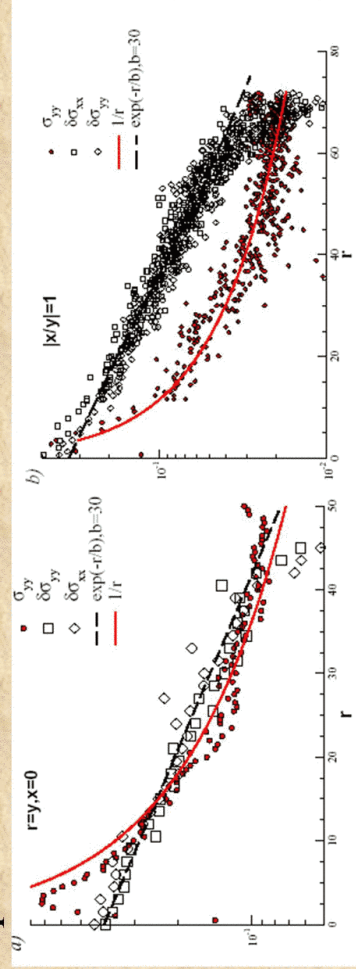 a)
r=y,x=0
σyy
δσyy
δσxx
exp(-r/b),b=30
1/r
10⁻¹
0 10 20 30 40 50
r
b)
|x/y|=1
σyy
δσxx
δσyy
1/r
exp(-r/b),b=30
10⁻¹
10⁻²
0 20 40 60 80
r